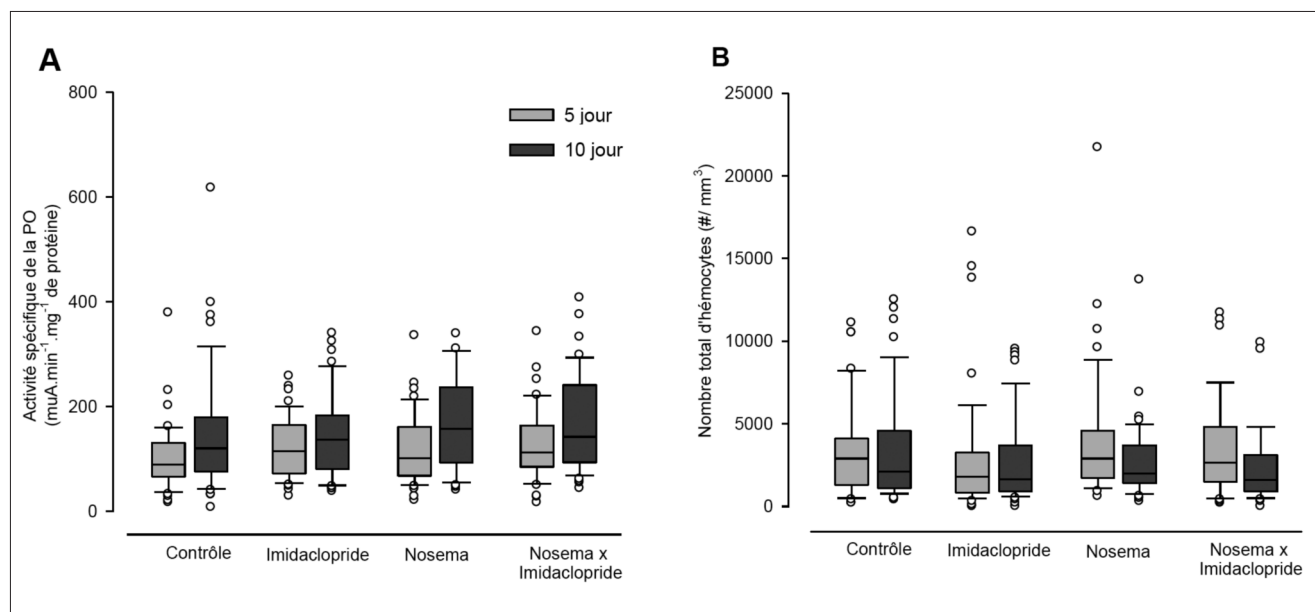 A
Activité spécifique de la PO
(muA.min⁻¹.mg⁻¹ de protéine)
800
600
400
200
0
5 jour
10 jour
Contrôle
Imidaclopride
Nosema
Nosema x
Imidaclopride
B
Nombre total d'hémocytes (#/ mm³)
25000
20000
15000
10000
5000
0
Contrôle
Imidaclopride
Nosema
Nosema x
Imidaclopride